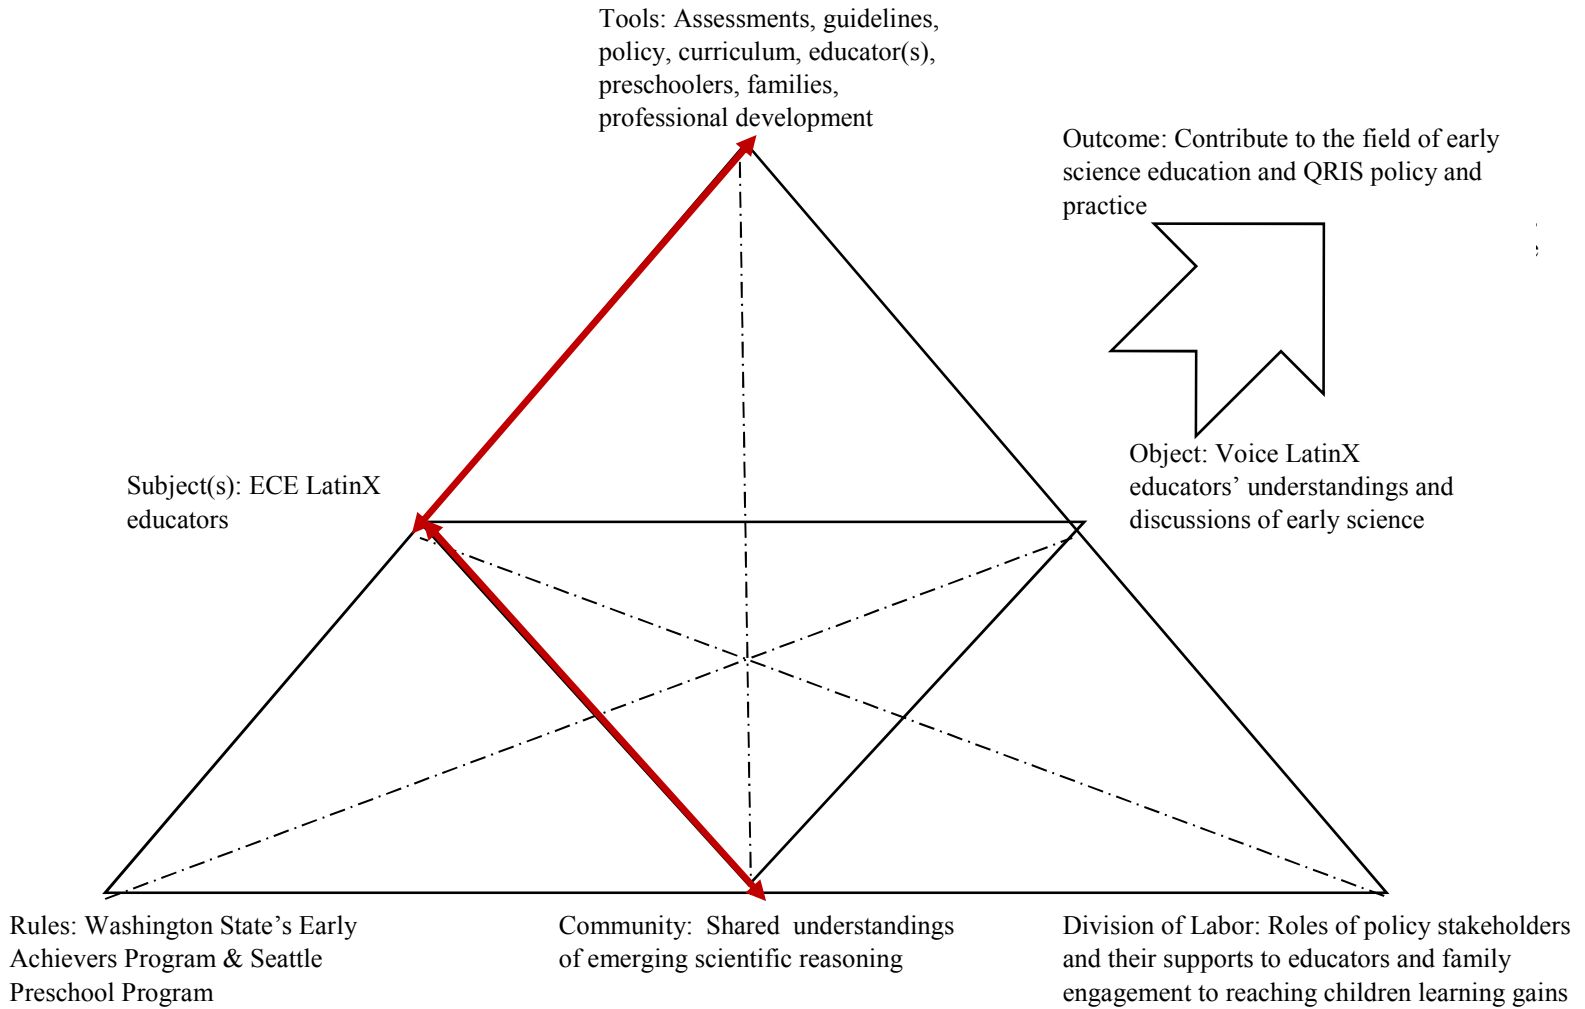 Tools: Assessments, guidelines,
policy, curriculum, educator(s),
preschoolers, families,
professional development
Outcome: Contribute to the field of early
science education and QRIS policy and
practice
Subject(s): ECE LatinX
educators
Object: Voice LatinX
educators’ understandings and
discussions of early science
Rules: Washington State’s Early
Achievers Program & Seattle
Preschool Program
Community: Shared understandings
of emerging scientific reasoning
Division of Labor: Roles of policy stakeholders
and their supports to educators and family
engagement to reaching children learning gains